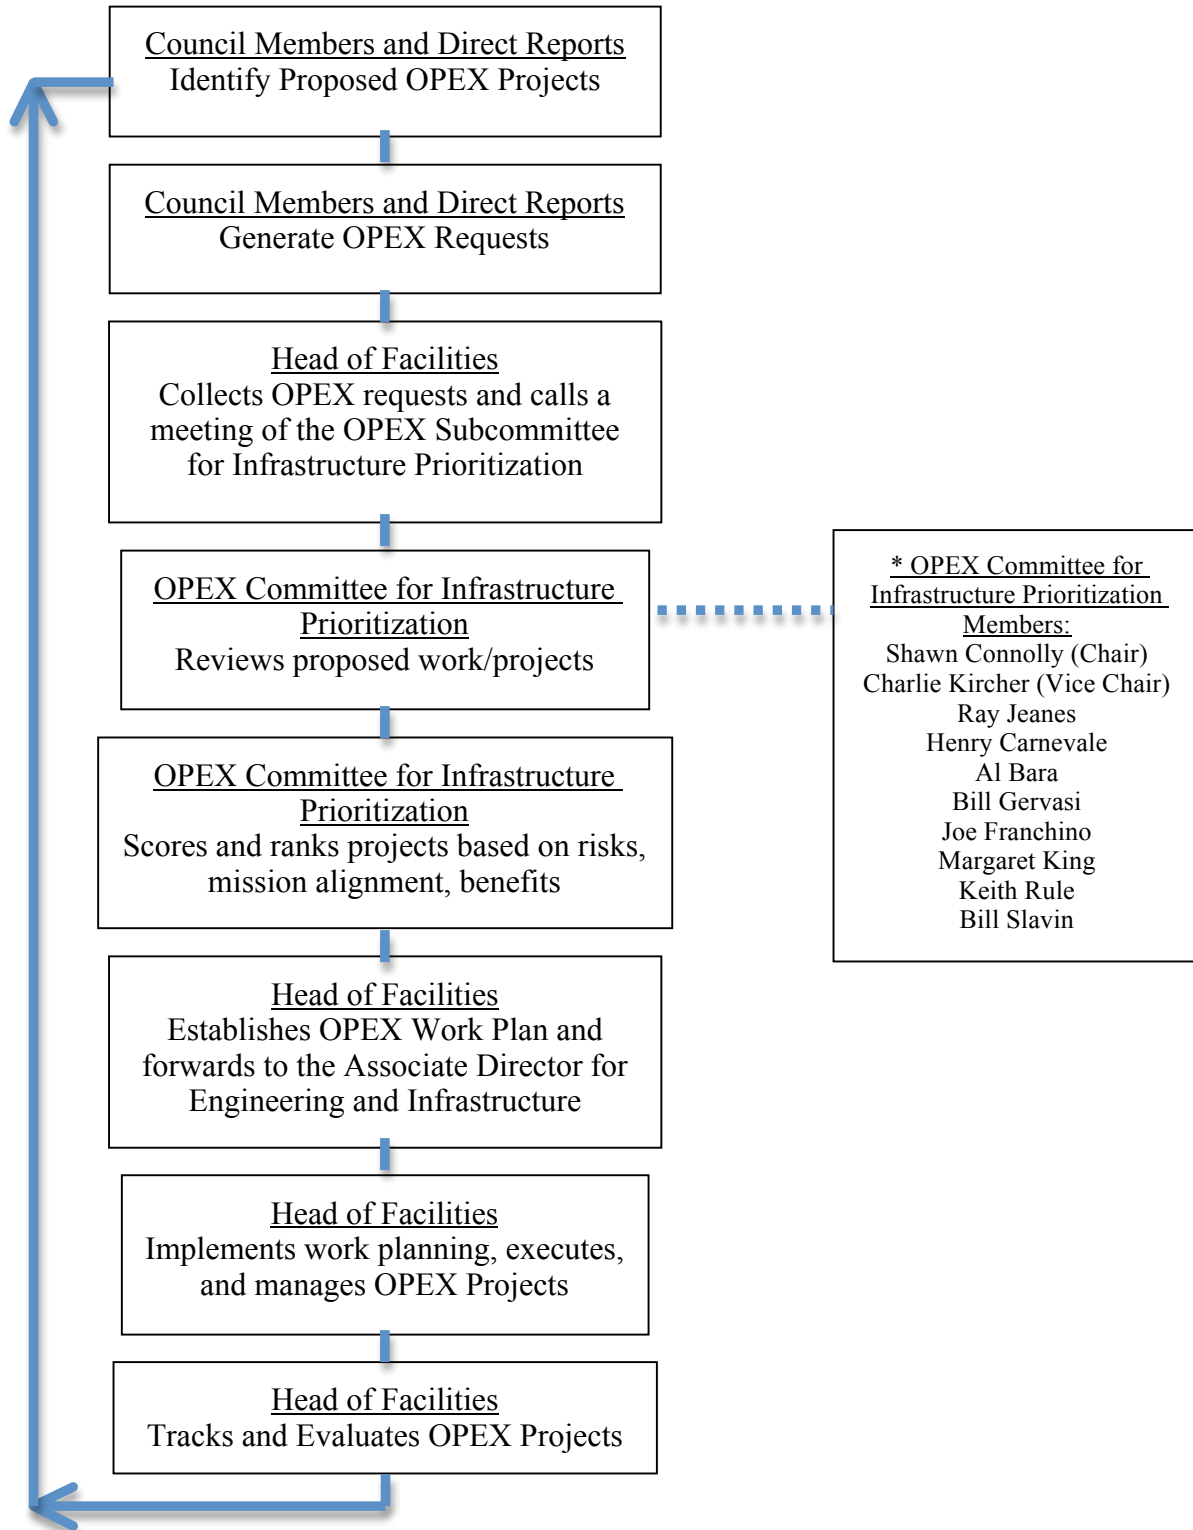 Council Members and Direct Reports
Identify Proposed OPEX Projects
Council Members and Direct Reports
Generate OPEX Requests
Head of Facilities
Collects OPEX requests and calls a
meeting of the OPEX Subcommittee
for Infrastructure Prioritization
OPEX Committee for Infrastructure
Prioritization
Reviews proposed work/projects
* OPEX Committee for
Infrastructure Prioritization
Members:
Shawn Connolly (Chair)
Charlie Kircher (Vice Chair)
Ray Jeanes
Henry Carnevale
Al Bara
Bill Gervasi
Joe Franchino
Margaret King
Keith Rule
Bill Slavin
OPEX Committee for Infrastructure
Prioritization
Scores and ranks projects based on risks,
mission alignment, benefits
Head of Facilities
Establishes OPEX Work Plan and
forwards to the Associate Director for
Engineering and Infrastructure
Head of Facilities
Implements work planning, executes,
and manages OPEX Projects
Head of Facilities
Tracks and Evaluates OPEX Projects